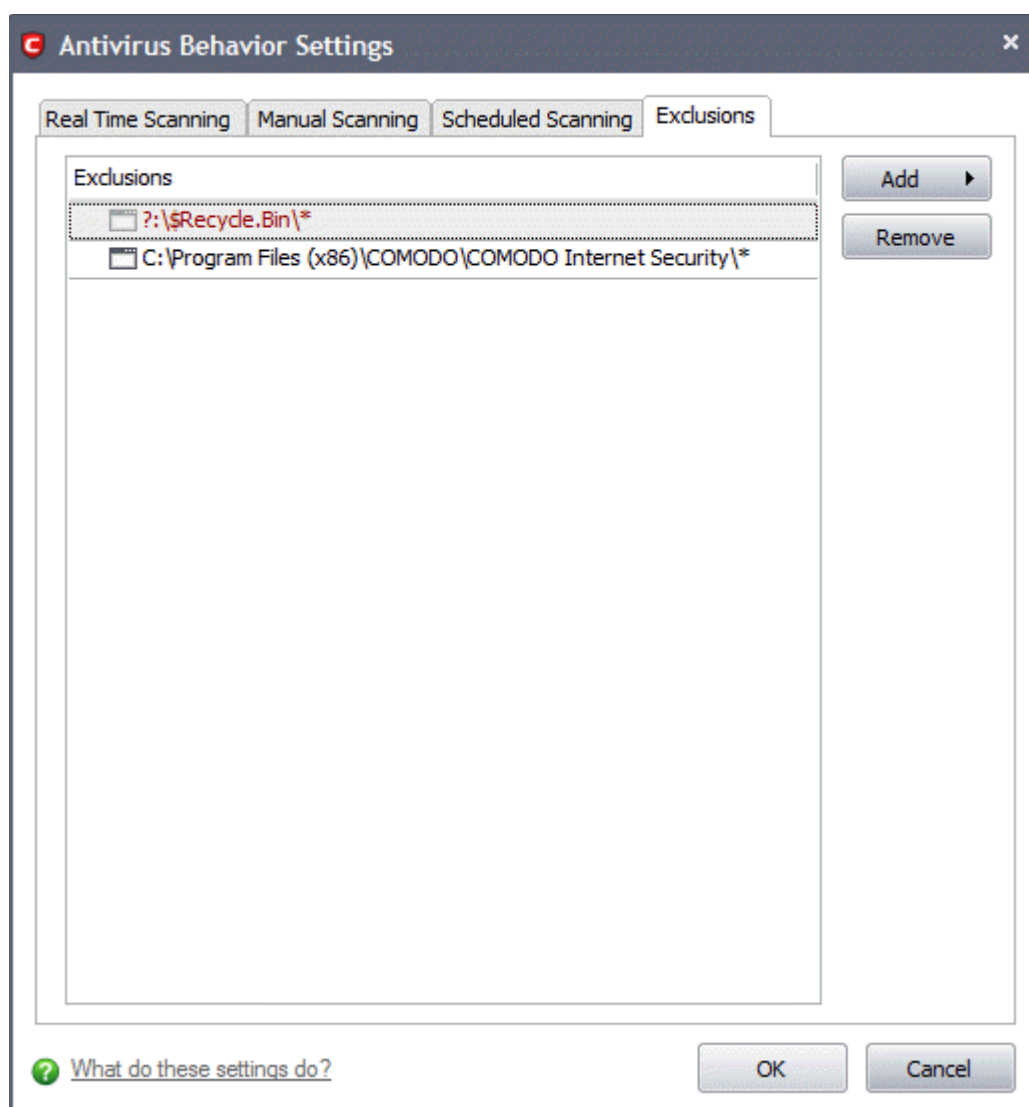 Antivirus Behavior Settings
Real Time Scanning Manual Scanning Scheduled Scanning Exclusions
Exclusions
?:\$Recycle.Bin\*
C:\Program Files (x86)\COMODO\COMODO Internet Security\*
Add
Remove
What do these settings do?
OK Cancel